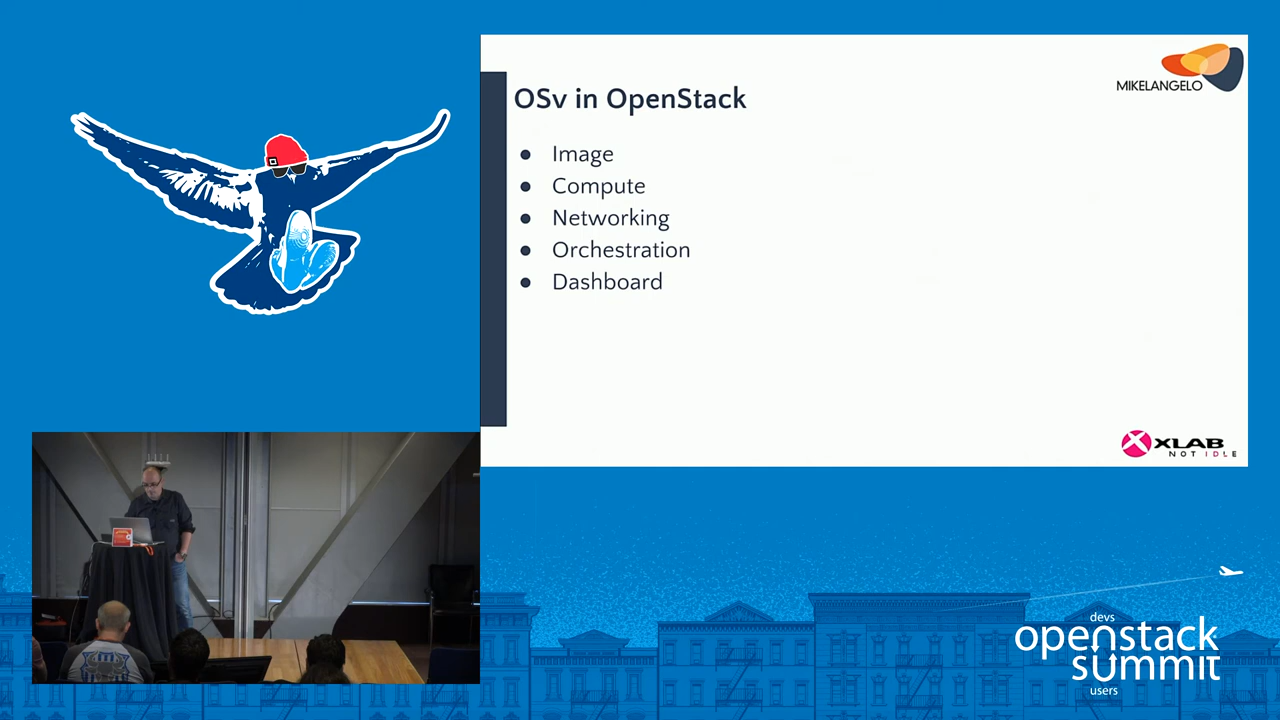 MIKELANGELO
OSv in OpenStack
● Image
● Compute
● Networking
● Orchestration
● Dashboard
XLAB
NOT IDLE
devs
openstack
summit
users